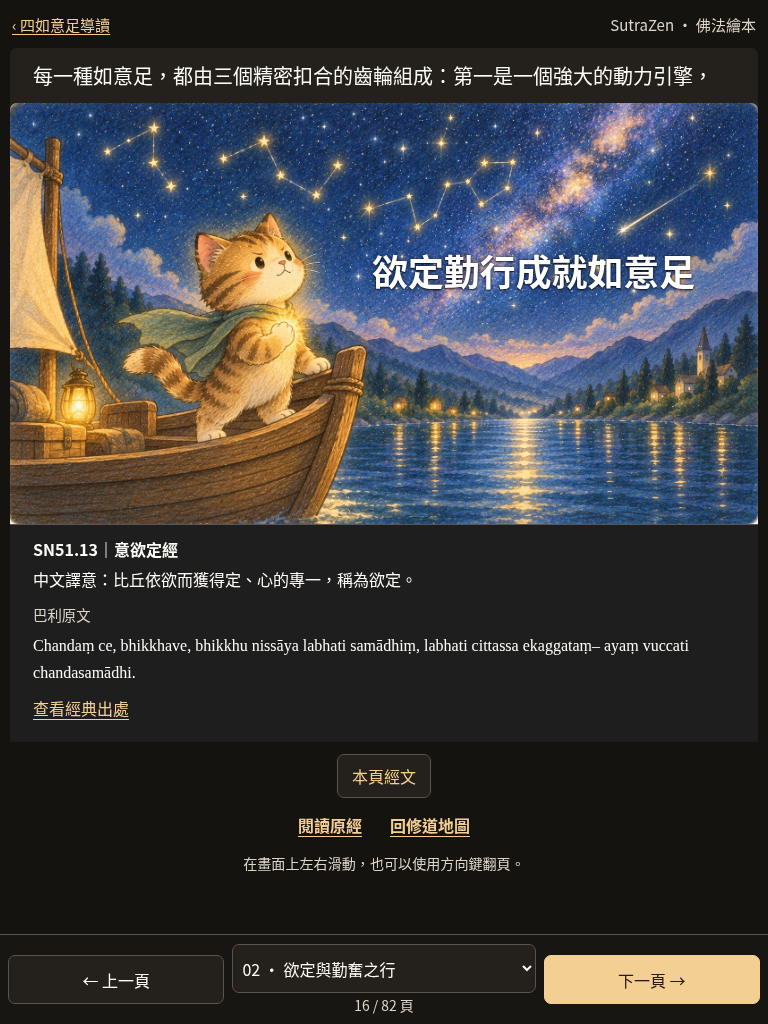 ‹ 四如意足導讀
SutraZen · 佛法繪本
每一種如意足，都由三個精密扣合的齒輪組成：第一是一個強大的動力引擎，
欲定勤行成就如意足
SN51.13｜意欲定經
中文譯意：比丘依欲而獲得定、心的專一，稱為欲定。
巴利原文
Chandaṃ ce, bhikkhave, bhikkhu nissāya labhati samādhiṃ, labhati cittassa ekaggataṃ– ayaṃ vuccati
chandasamādhi.
查看經典出處
本頁經文
閱讀原經 回修道地圖
在畫面上左右滑動，也可以使用方向鍵翻頁。
← 上一頁
02 · 欲定與勤奮之行
下一頁 →
16 / 82 頁